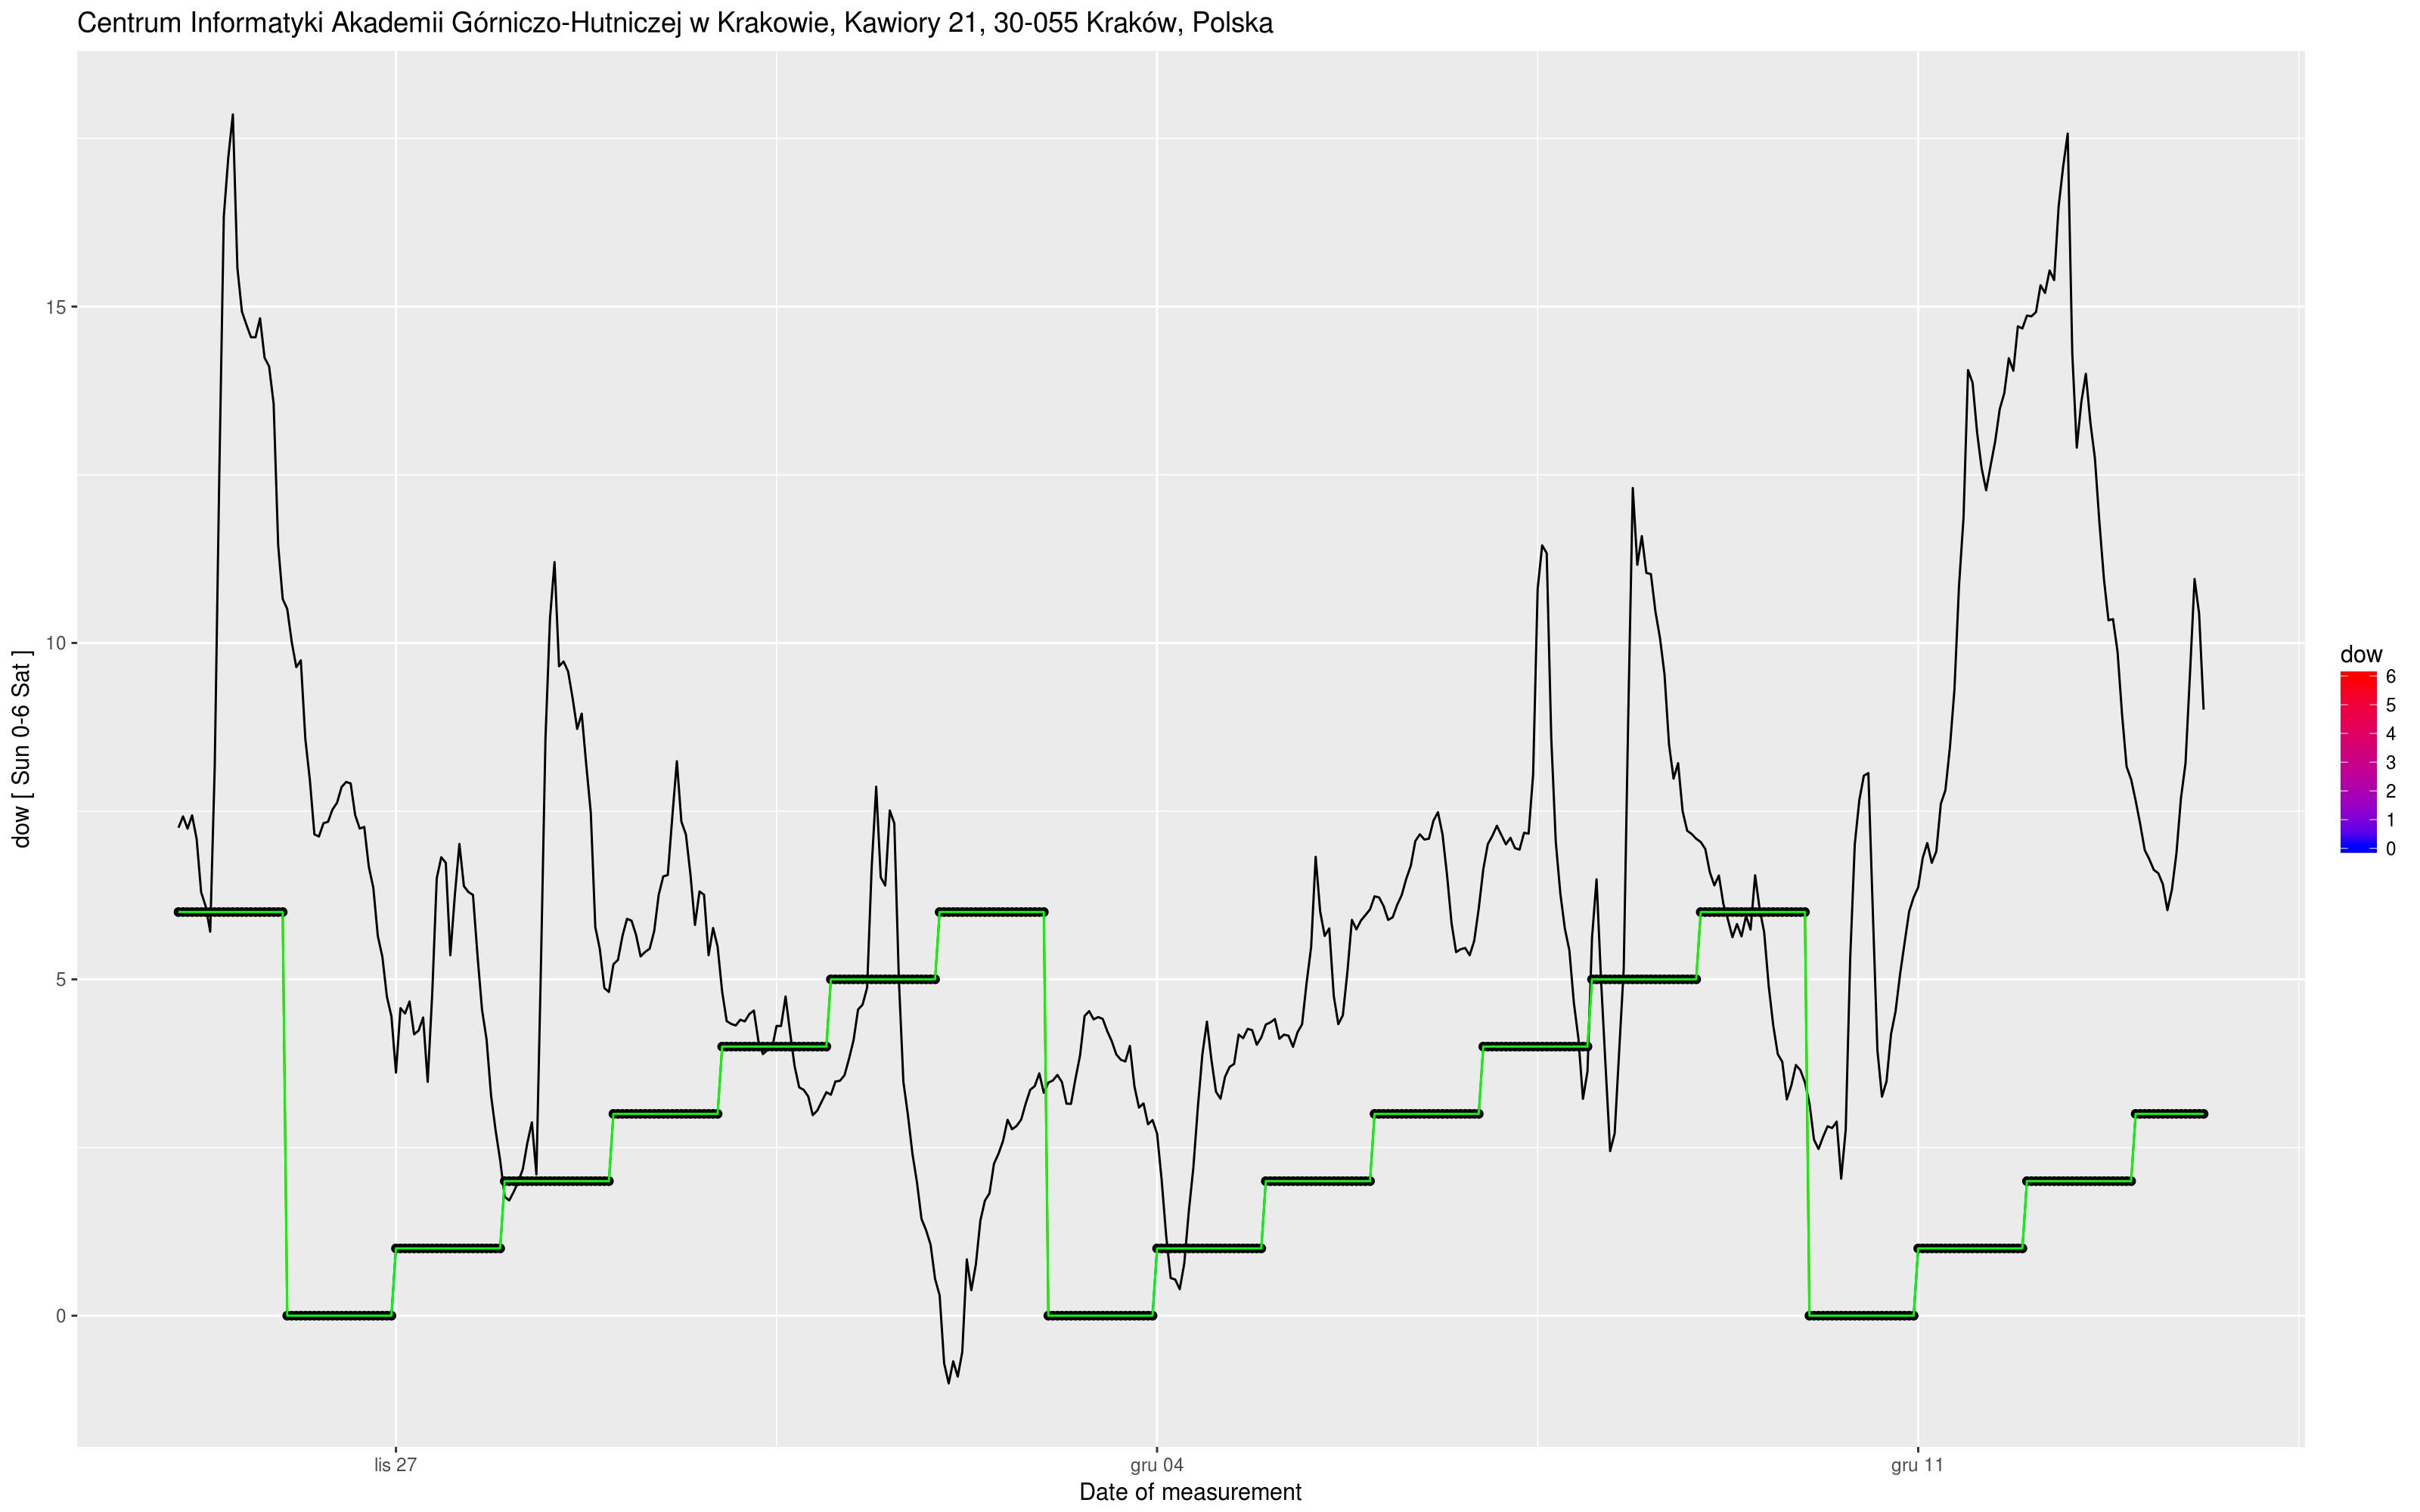 Centrum Informatyki Akademii Górniczo-Hutniczej w Krakowie, Kawiory 21, 30-055 Kraków, Polska
15
10
5
0
dow [ Sun 0-6 Sat ]
lis 27
gru 04
gru 11
Date of measurement
dow
6
5
4
3
2
1
0